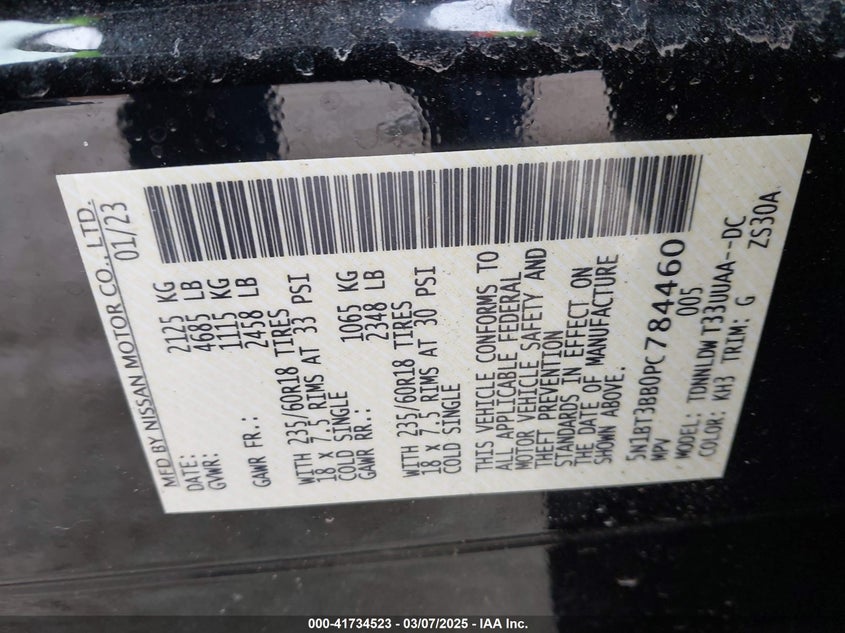 MFD BY NISSAN MOTOR CO., LTD.
DATE: 01/23
GVWR: 2125 KG
4685 LB
GAWR FR.: 1115 KG
2458 LB
WITH 235/60R18 TIRES
18 x 7.5 RIMS AT 33 PSI
COLD SINGLE
GAWR RR.: 1065 KG
2348 LB
WITH 235/60R18 TIRES
18 x 7.5 RIMS AT 30 PSI
COLD SINGLE
THIS VEHICLE CONFORMS TO
ALL APPLICABLE FEDERAL
MOTOR VEHICLE SAFETY AND
THEFT PREVENTION
STANDARDS IN EFFECT ON
THE DATE OF MANUFACTURE
SHOWN ABOVE.
5N1BT3BB0PC784460
MPV 005
MODEL: TDNNLDW T33UUAA--DC
COLOR: KH3 TRIM: G ZS30A
000-41734523 — 03/07/2025 — IAA Inc.